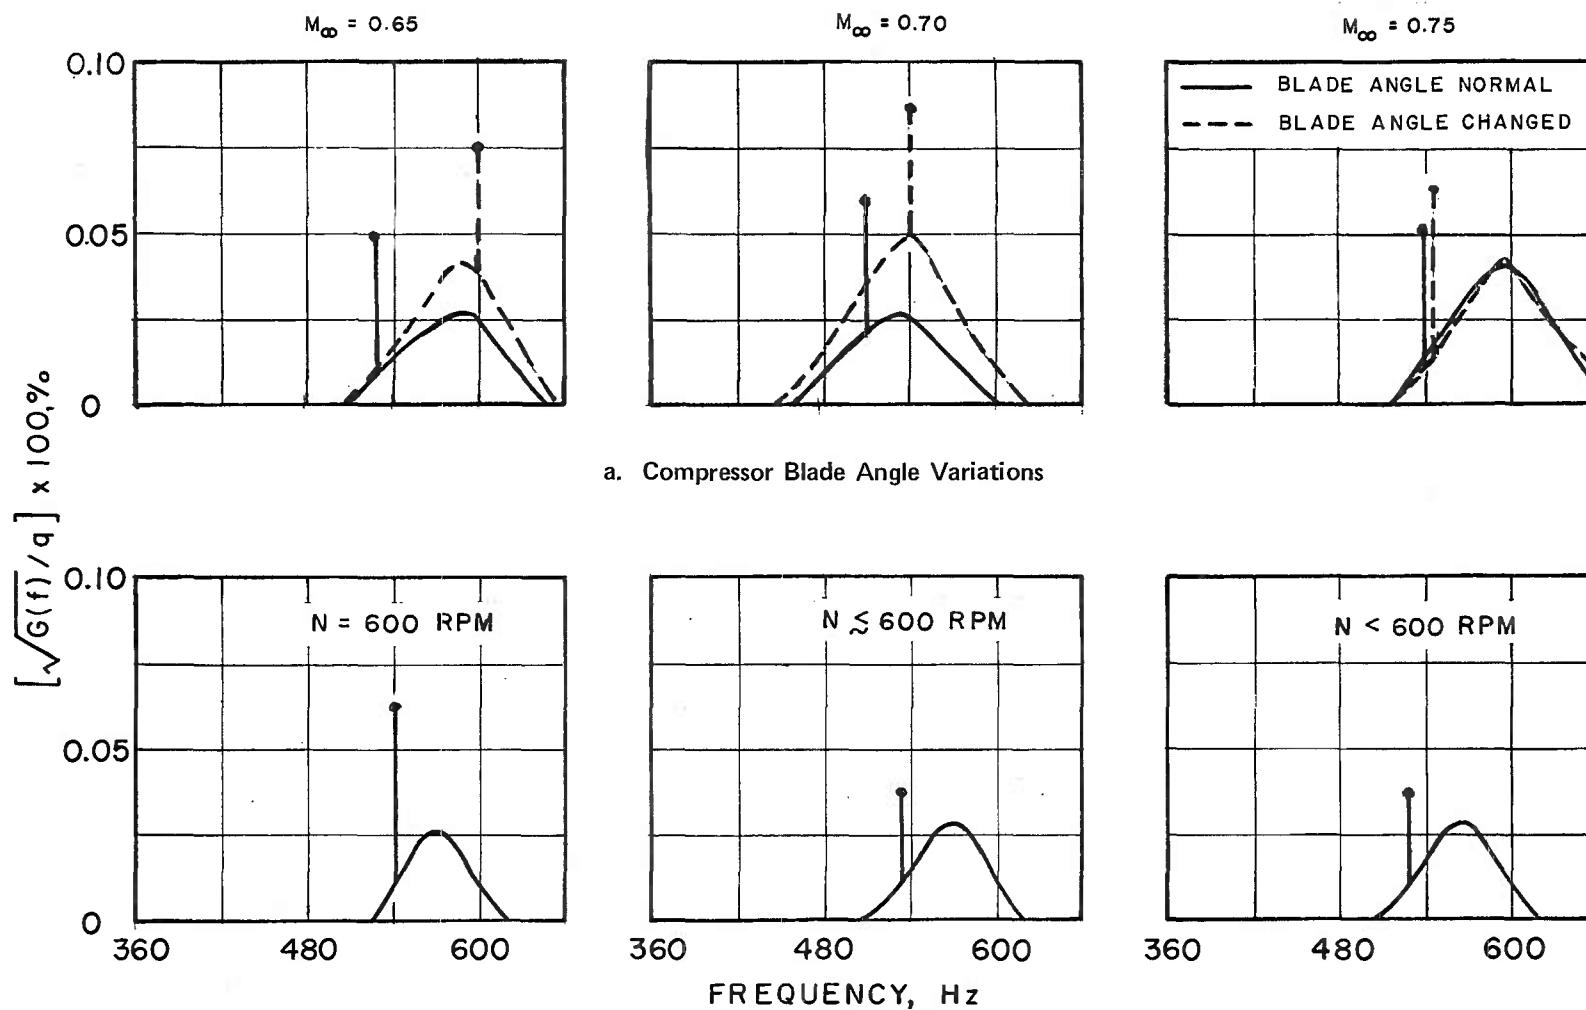 M∞ = 0.65
M∞ = 0.70
M∞ = 0.75
0.10
0.05
0
BLADE ANGLE NORMAL
BLADE ANGLE CHANGED
a. Compressor Blade Angle Variations
[√G(f)/q] x 100,%
0.10
0.05
0
N = 600 RPM
N ≲ 600 RPM
N < 600 RPM
360 480 600
360 480 600
360 480 600
FREQUENCY, Hz